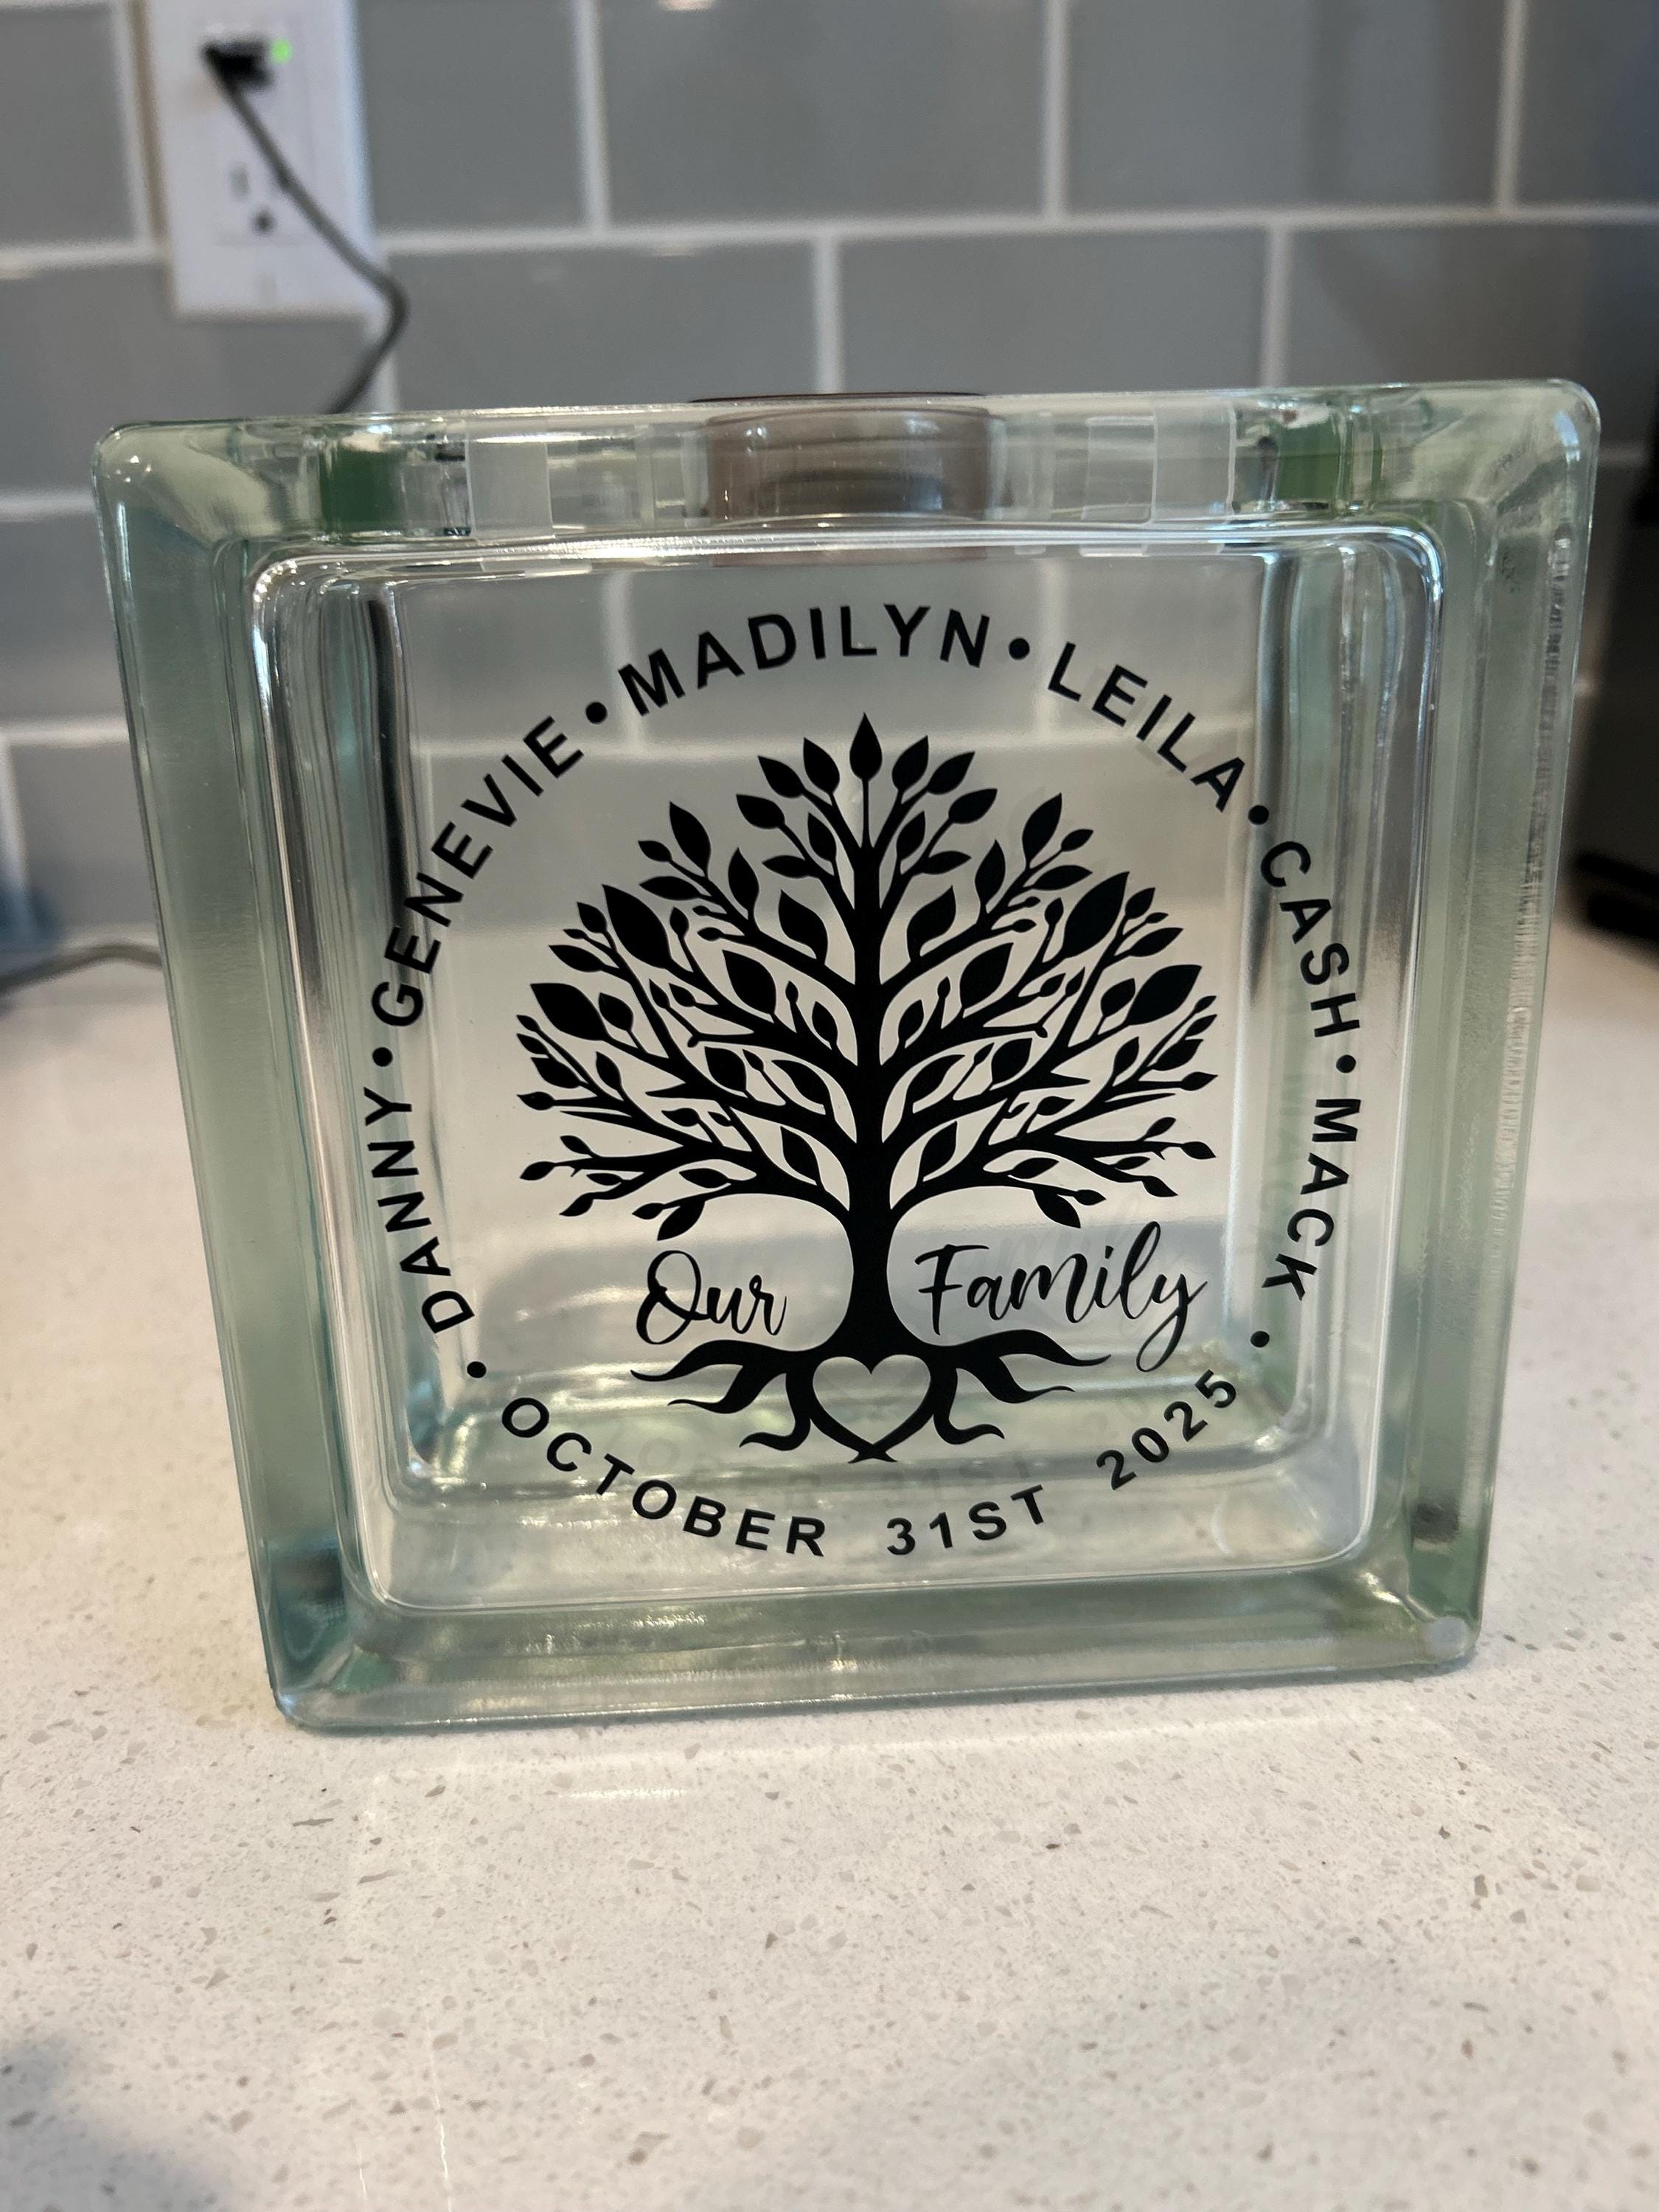 DANNY•GENEVIE•MADILYN•LEILA•CASH•MACK
Our Family
• OCTOBER 31ST 2025 •